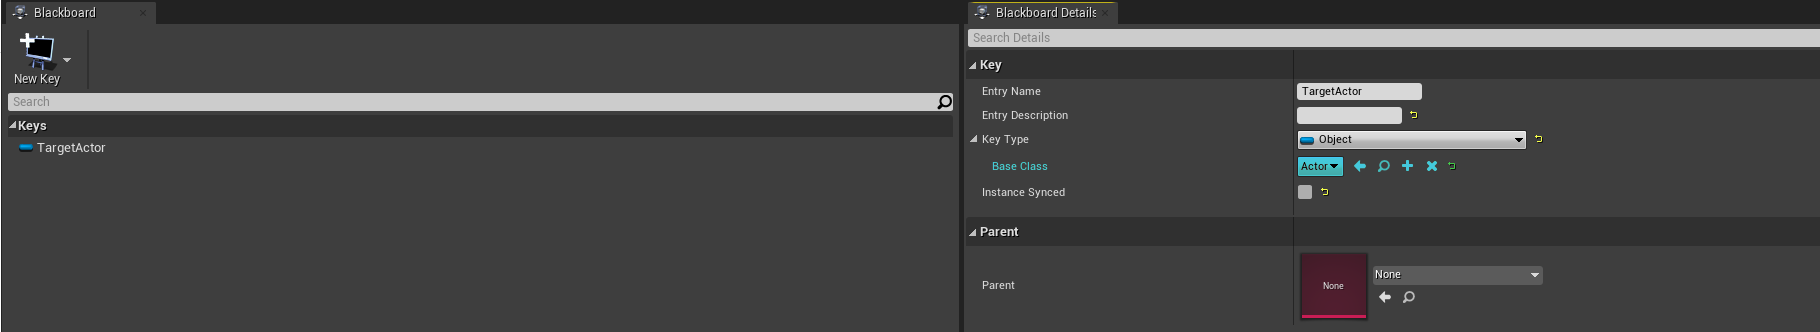 Blackboard
New Key
Search
Keys
TargetActor
Blackboard Details
Search Details
Key
Entry Name
TargetActor
Entry Description
Key Type
Object
Base Class
Actor
Instance Synced
Parent
Parent
None
None